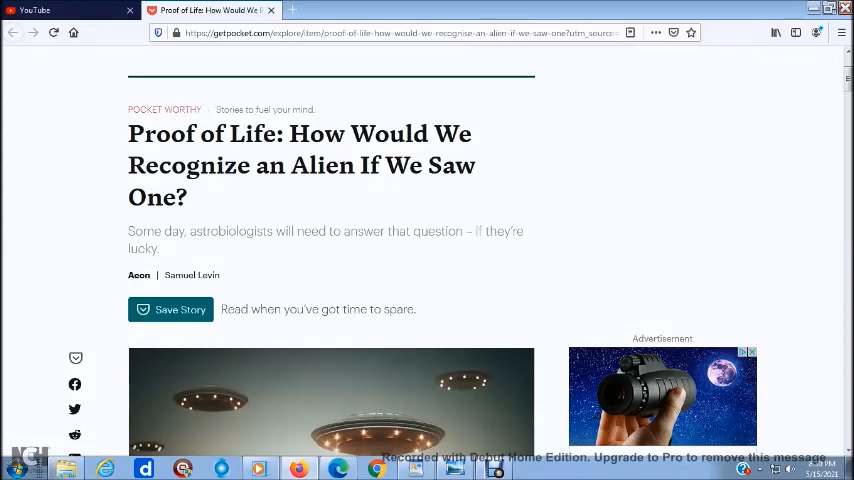 YouTube
Proof of Life: How Would We R
https://getpocket.com/explore/item/proof-of-life-how-would-we-recognise-an-alien-if-we-saw-one?utm_source=
POCKET WORTHY · Stories to fuel your mind.
Proof of Life: How Would We
Recognize an Alien If We Saw
One?
Some day, astrobiologists will need to answer that question – if they're
lucky.
Aeon | Samuel Levin
Save Story Read when you've got time to spare.
Advertisement
NCH
Recorded with Debut Home Edition. Upgrade to Pro to remove this message
5/15/2021